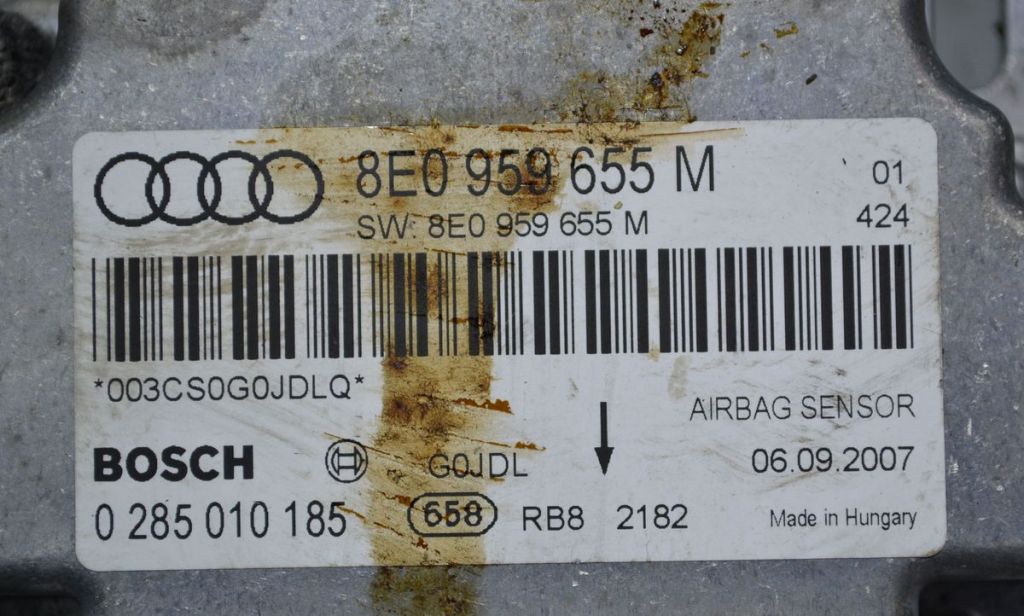 8E0 959 655 M 01
SW: 8E0 959 655 M 424
*003CS0G0JDLQ*
AIRBAG SENSOR
BOSCH G0JDL 06.09.2007
0 285 010 185 658 RB8 2182 Made in Hungary